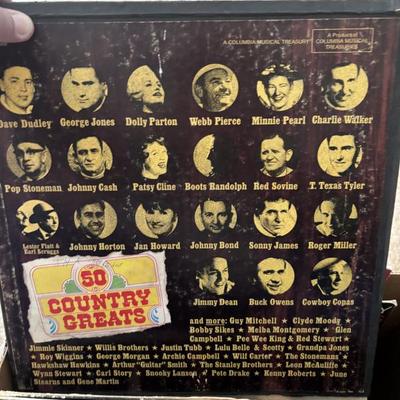 A COLUMBIA MUSICAL TREASURY
A Product of
COLUMBIA MUSICAL
TREASURIES
Dave Dudley George Jones Dolly Parton Webb Pierce Minnie Pearl Charlie Walker
Pop Stoneman Johnny Cash Patsy Cline Boots Randolph Red Sovine T. Texas Tyler
Lester Flatt &
Earl Scruggs
Johnny Horton Jan Howard Johnny Bond Sonny James Roger Miller
50
COUNTRY
GREATS
Jimmy Dean Buck Owens Cowboy Copas
and more: Guy Mitchell • Clyde Moody •
Bobby Sikes • Melba Montgomery • Glen
Campbell • Pee Wee King & Red Stewart •
Jimmie Skinner • Willis Brothers • Justin Tubb • Lulu Belle & Scotty • Grandpa Jones
• Roy Wiggins • George Morgan • Archie Campbell • Will Carter • The Stonemans •
Hawkshaw Hawkins • Arthur "Guitar" Smith • The Stanley Brothers • Leon McAuliffe
• Wynn Stewart • Carl Story • Snooky Lanson • Pete Drake • Kenny Roberts • June
Stearns and Gene Martin